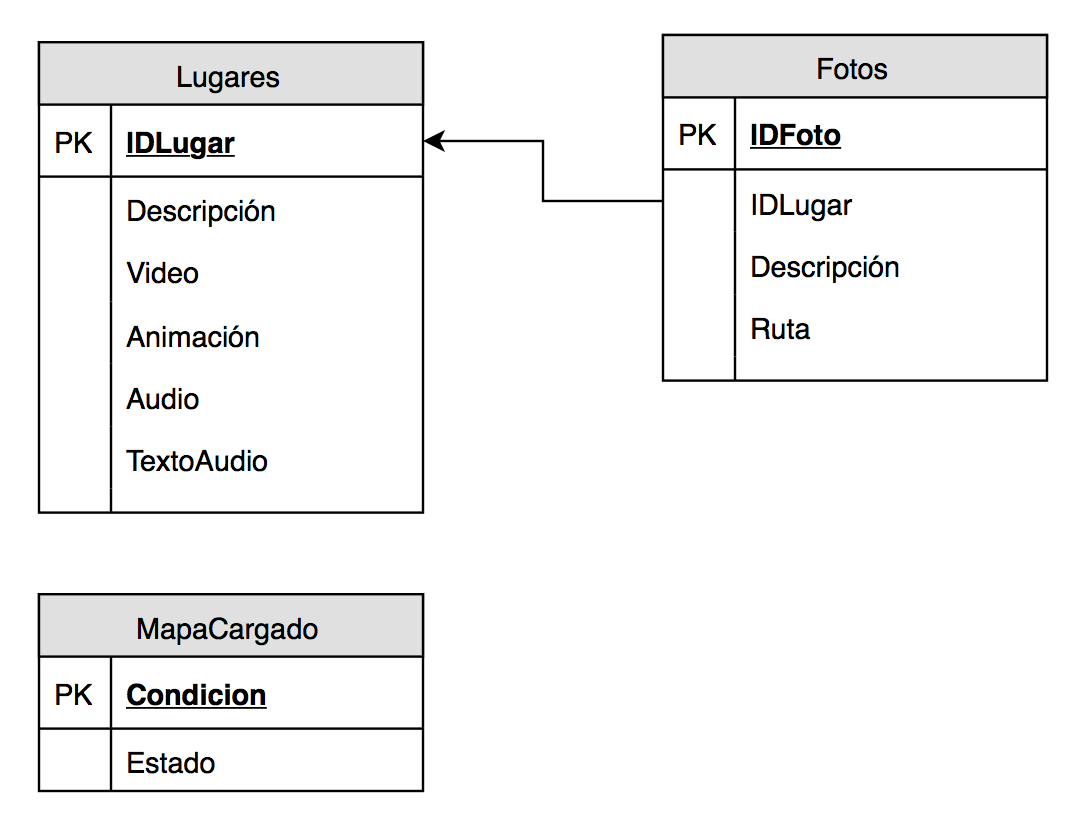 Lugares
PK IDLugar
Descripción
Video
Animación
Audio
TextoAudio
Fotos
PK IDFoto
IDLugar
Descripción
Ruta
MapaCargado
PK Condicion
Estado